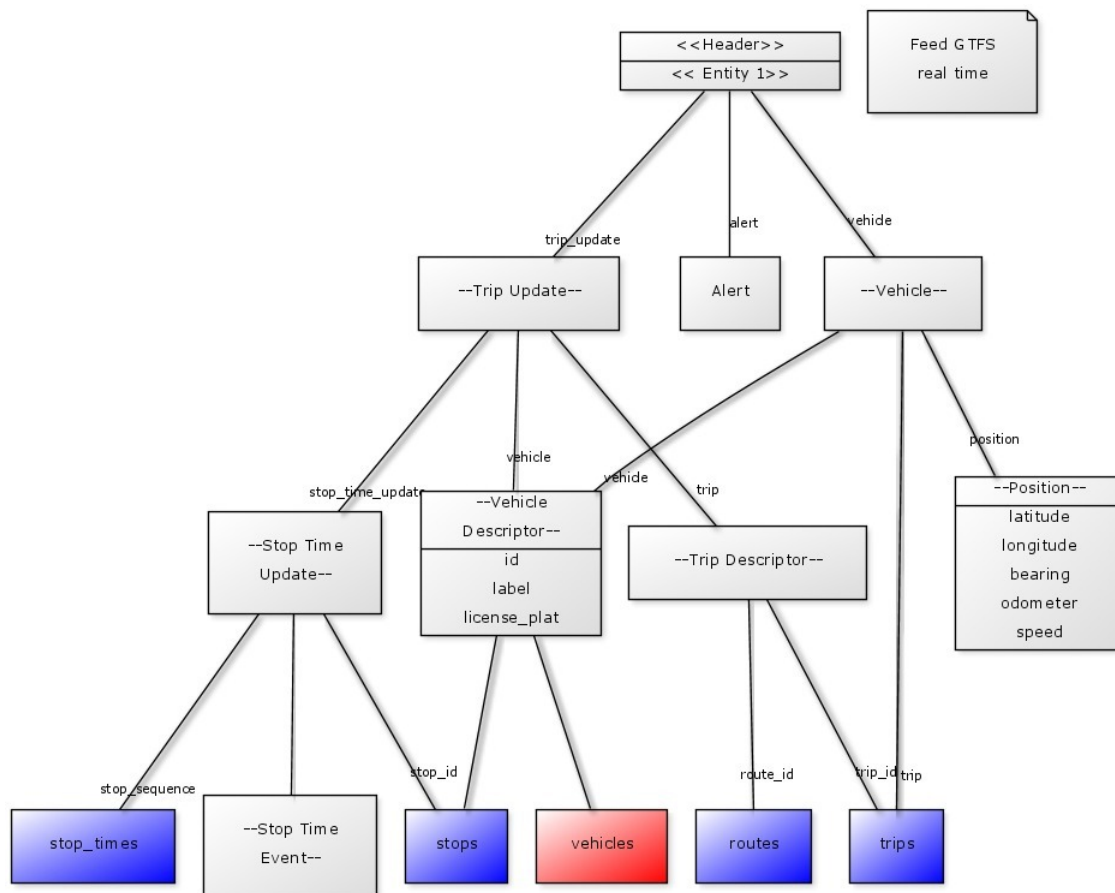 <<Header>>
<< Entity 1>>
Feed GTFS
real time
trip_update
alert
vehicle
--Trip Update--
Alert
--Vehicle--
stop_time_update
vehicle
vehicle
trip
position
--Stop Time
Update--
--Vehicle
Descriptor--
id
label
license_plat
--Trip Descriptor--
--Position--
latitude
longitude
bearing
odometer
speed
stop_sequence
stop_id
route_id
trip_id
trip
stop_times
--Stop Time
Event--
stops
vehicles
routes
trips